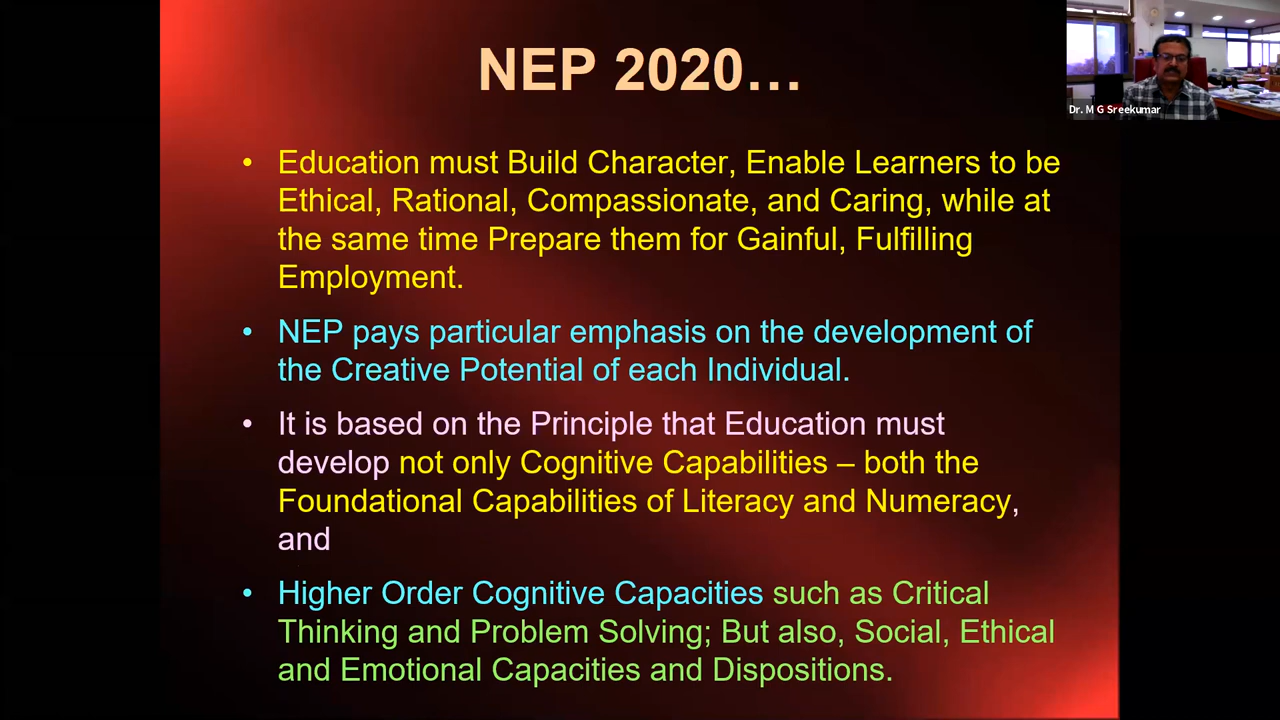 NEP 2020…
Dr. M G Sreekumar
• Education must Build Character, Enable Learners to be
Ethical, Rational, Compassionate, and Caring, while at
the same time Prepare them for Gainful, Fulfilling
Employment.
• NEP pays particular emphasis on the development of
the Creative Potential of each Individual.
• It is based on the Principle that Education must
develop not only Cognitive Capabilities – both the
Foundational Capabilities of Literacy and Numeracy,
and
• Higher Order Cognitive Capacities such as Critical
Thinking and Problem Solving; But also, Social, Ethical
and Emotional Capacities and Dispositions.